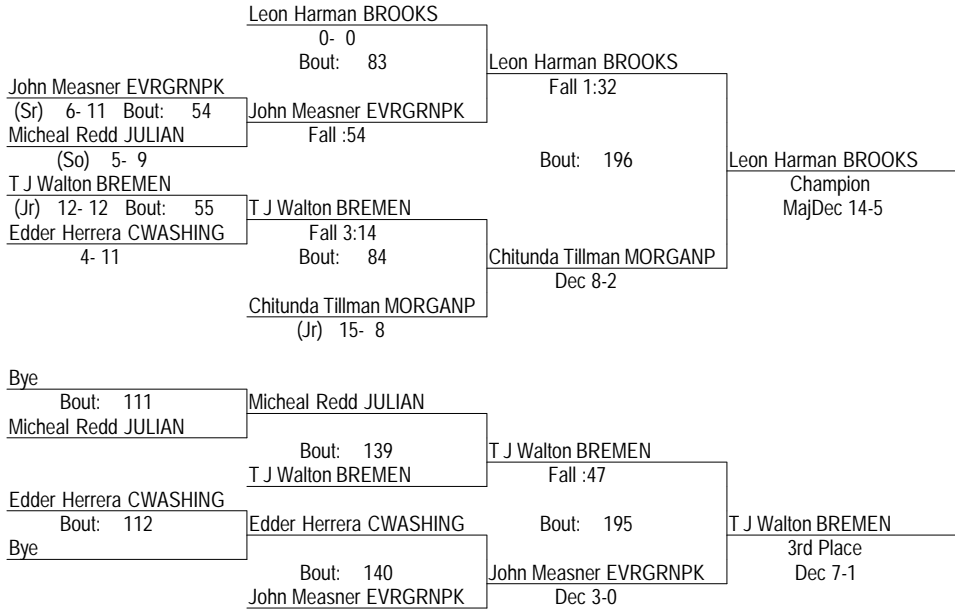 Leon Harman BROOKS
0- 0
Bout: 83
Leon Harman BROOKS
Fall 1:32
John Measner EVRGRNPK
(Sr) 6- 11 Bout: 54
John Measner EVRGRNPK
Fall :54
Micheal Redd JULIAN
(So) 5- 9
Bout: 196
Leon Harman BROOKS
Champion
MajDec 14-5
T J Walton BREMEN
(Jr) 12- 12 Bout: 55
T J Walton BREMEN
Fall 3:14
Edder Herrera CWASHING
4- 11
Bout: 84
Chitunda Tillman MORGANP
Dec 8-2
Chitunda Tillman MORGANP
(Jr) 15- 8
Bye
Bout: 111
Micheal Redd JULIAN
Micheal Redd JULIAN
Bout: 139
T J Walton BREMEN
Fall :47
T J Walton BREMEN
Edder Herrera CWASHING
Bout: 112
Edder Herrera CWASHING
Bout: 195
T J Walton BREMEN
3rd Place
Dec 7-1
Bye
Bout: 140
John Measner EVRGRNPK
Dec 3-0
John Measner EVRGRNPK